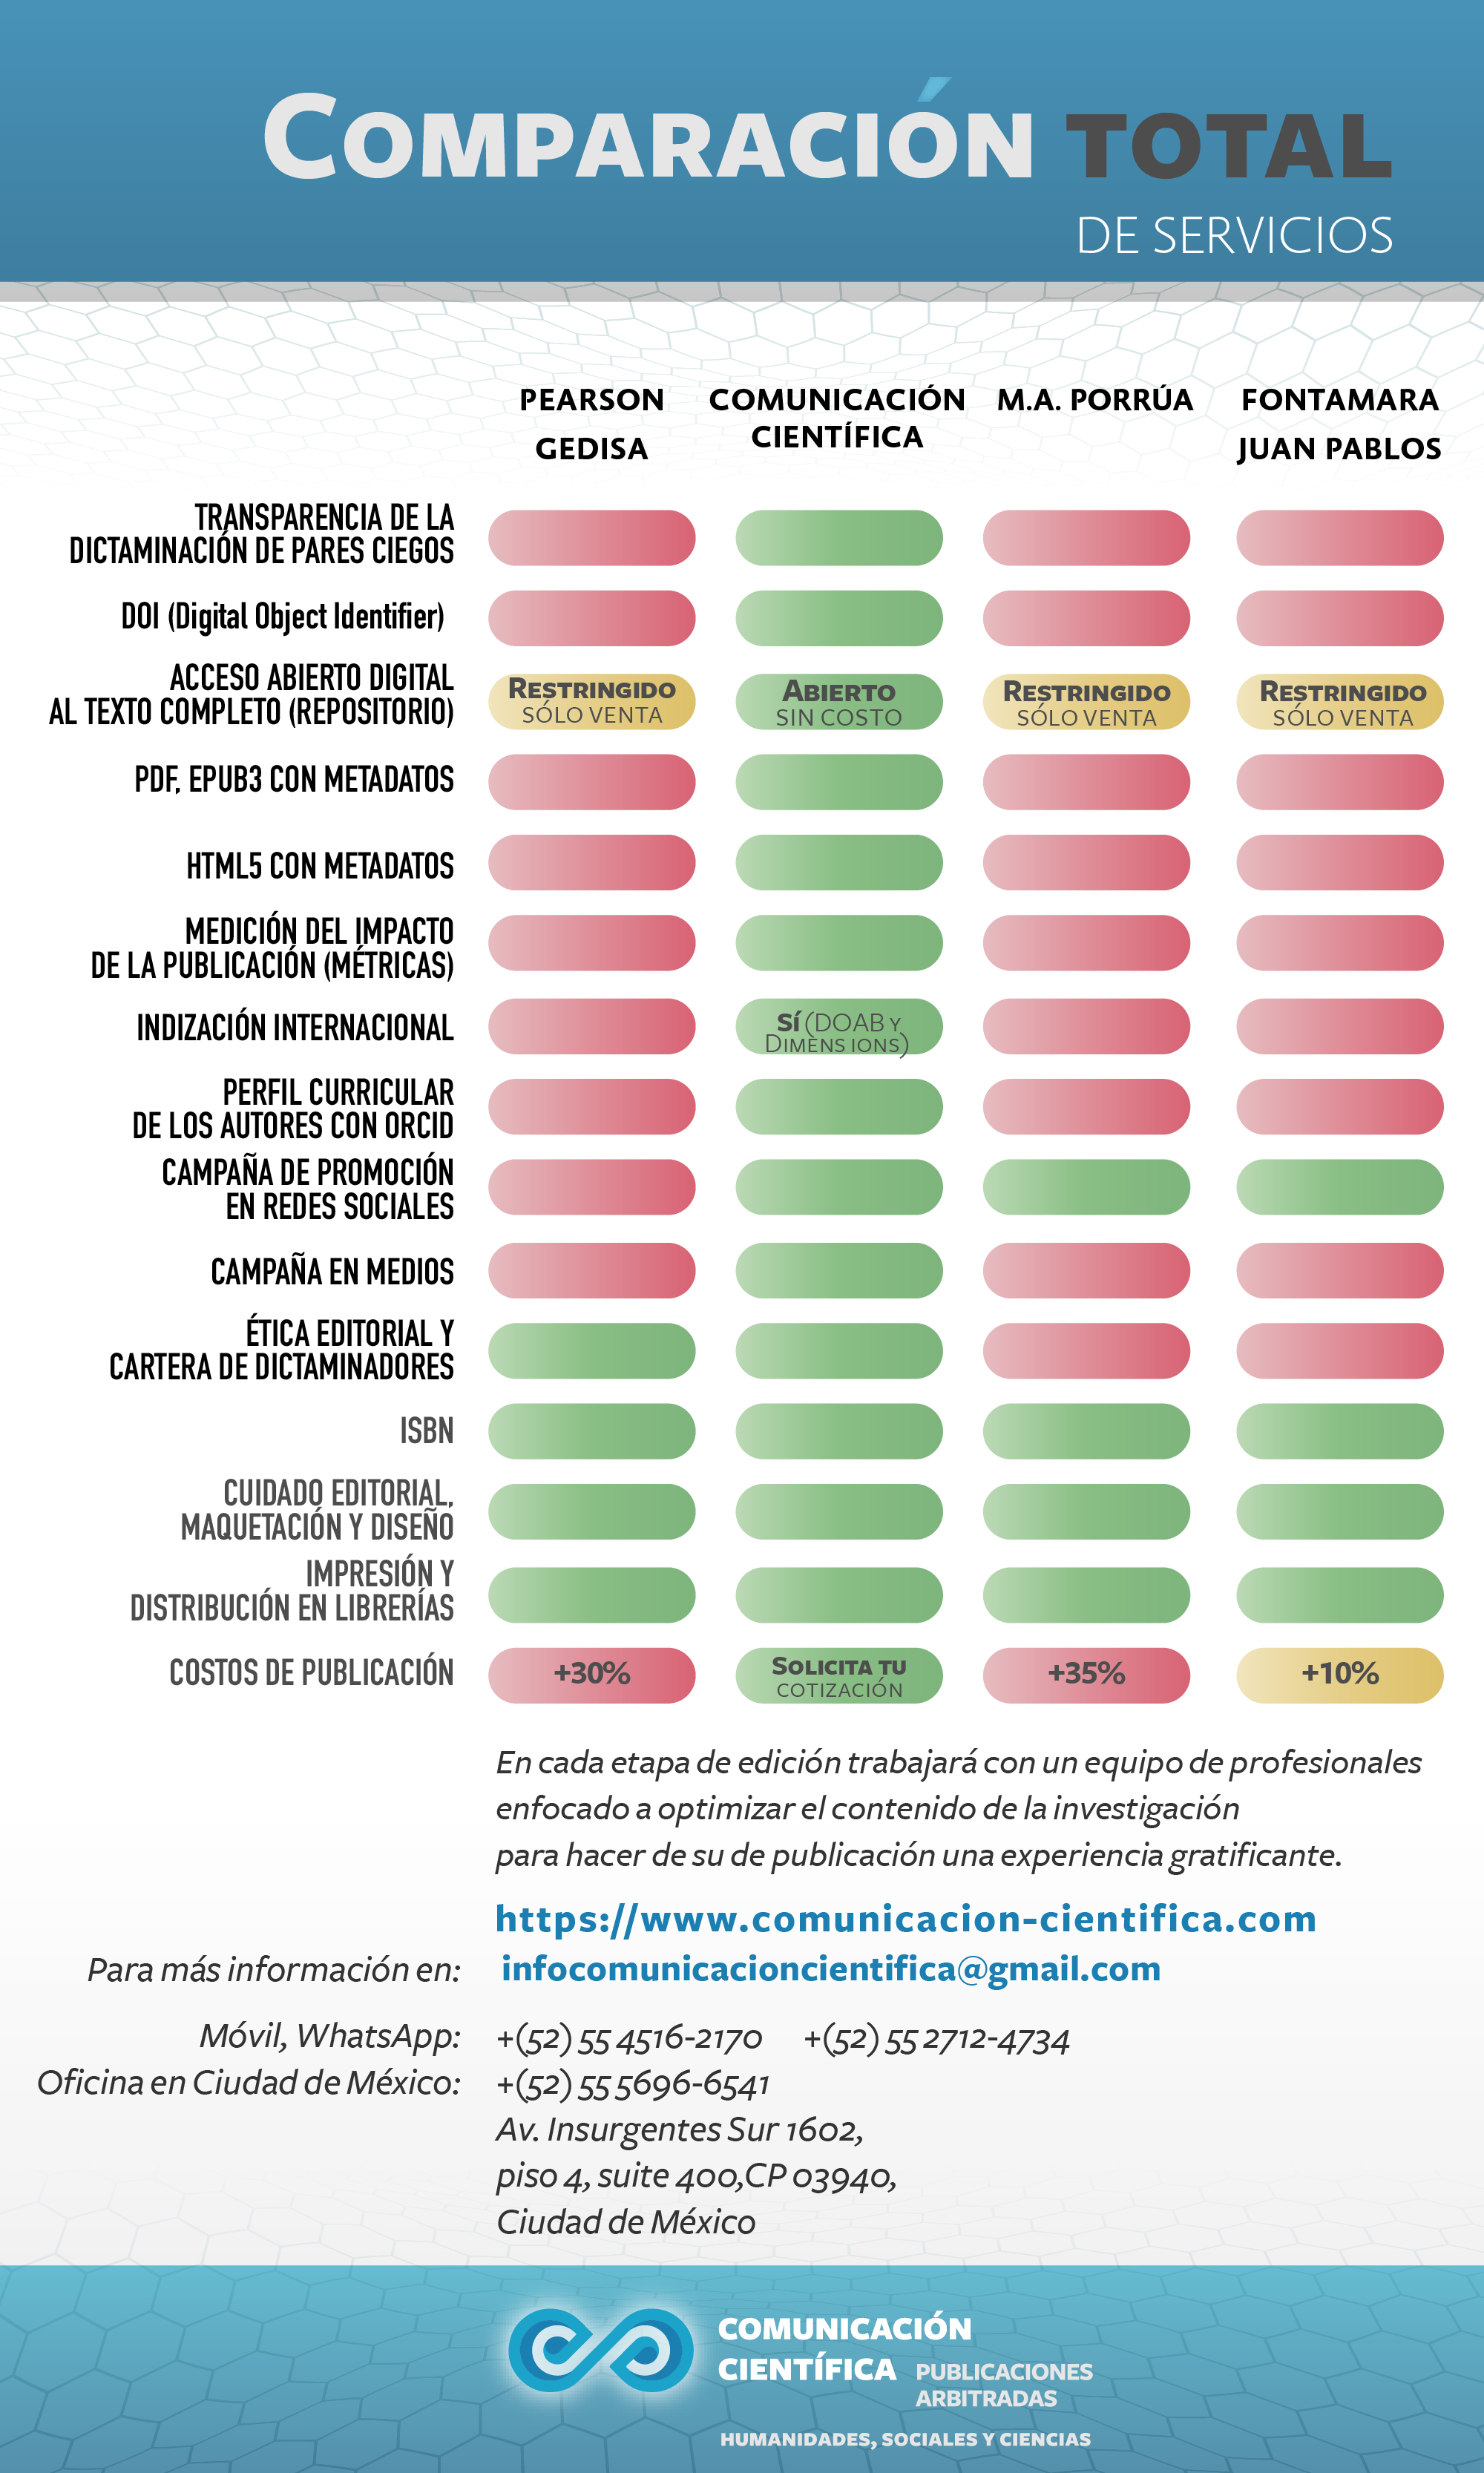 COMPARACIÓN TOTAL
DE SERVICIOS
PEARSON
GEDISA
COMUNICACIÓN
CIENTÍFICA
M.A. PORRÚA
FONTAMARA
JUAN PABLOS
TRANSPARENCIA DE LA
DICTAMINACIÓN DE PARES CIEGOS
DOI (Digital Object Identifier)
ACCESO ABIERTO DIGITAL
AL TEXTO COMPLETO (REPOSITORIO)
RESTRINGIDO
SÓLO VENTA
ABIERTO
SIN COSTO
RESTRINGIDO
SÓLO VENTA
RESTRINGIDO
SÓLO VENTA
PDF, EPUB3 CON METADATOS
HTML5 CON METADATOS
MEDICIÓN DEL IMPACTO
DE LA PUBLICACIÓN (MÉTRICAS)
INDIZACIÓN INTERNACIONAL
SÍ (DOAB Y
DIMENSIONS)
PERFIL CURRICULAR
DE LOS AUTORES CON ORCID
CAMPAÑA DE PROMOCIÓN
EN REDES SOCIALES
CAMPAÑA EN MEDIOS
ÉTICA EDITORIAL Y
CARTERA DE DICTAMINADORES
ISBN
CUIDADO EDITORIAL,
MAQUETACIÓN Y DISEÑO
IMPRESIÓN Y
DISTRIBUCIÓN EN LIBRERÍAS
COSTOS DE PUBLICACIÓN
+30%
SOLICITA TU
COTIZACIÓN
+35%
+10%
En cada etapa de edición trabajará con un equipo de profesionales
enfocado a optimizar el contenido de la investigación
para hacer de su de publicación una experiencia gratificante.
https://www.comunicacion-cientifica.com
Para más información en: infocomunicacioncientifica@gmail.com
Móvil, WhatsApp: +(52) 55 4516-2170 +(52) 55 2712-4734
Oficina en Ciudad de México: +(52) 55 5696-6541
Av. Insurgentes Sur 1602,
piso 4, suite 400,CP 03940,
Ciudad de México
COMUNICACIÓN
CIENTÍFICA PUBLICACIONES
ARBITRADAS
HUMANIDADES, SOCIALES Y CIENCIAS